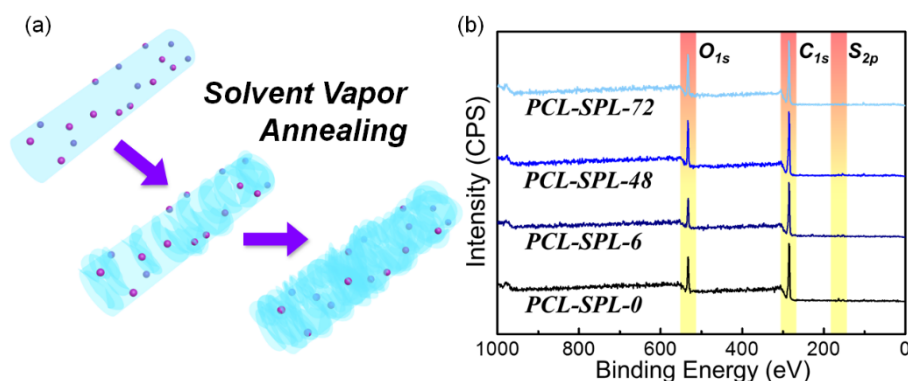 (a)
Solvent Vapor
Annealing
(b)
O1s
C1s
S2p
PCL-SPL-72
PCL-SPL-48
PCL-SPL-6
PCL-SPL-0
Intensity (CPS)
1000
800
600
400
200
0
Binding Energy (eV)